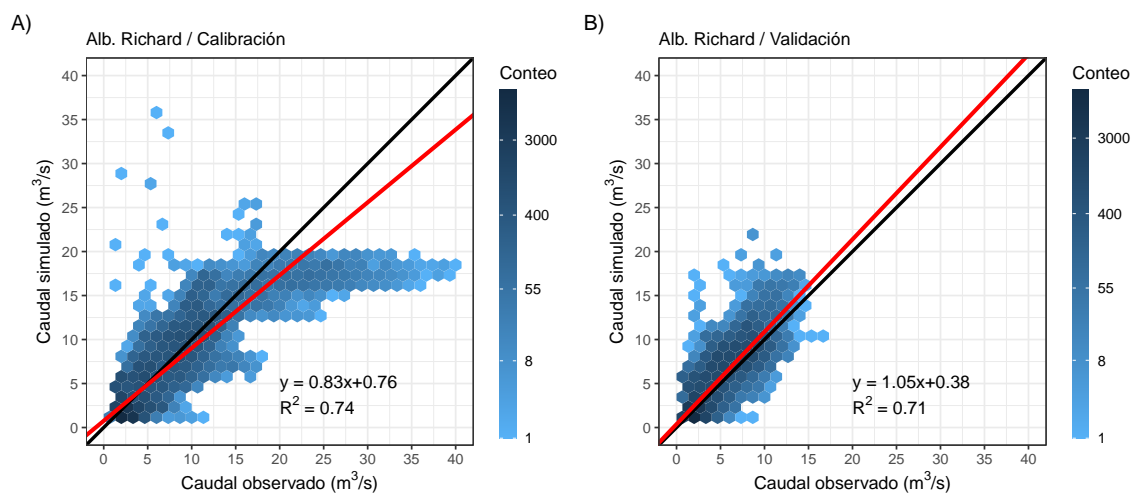 A)
Alb. Richard / Calibración
Caudal simulado (m³/s)
40
35
30
25
20
15
10
5
0
y = 0.83x+0.76
R² = 0.74
0 5 10 15 20 25 30 35 40
Caudal observado (m³/s)
Conteo
3000
400
55
8
1
B)
Alb. Richard / Validación
Caudal simulado (m³/s)
40
35
30
25
20
15
10
5
0
y = 1.05x+0.38
R² = 0.71
0 5 10 15 20 25 30 35 40
Caudal observado (m³/s)
Conteo
3000
400
55
8
1